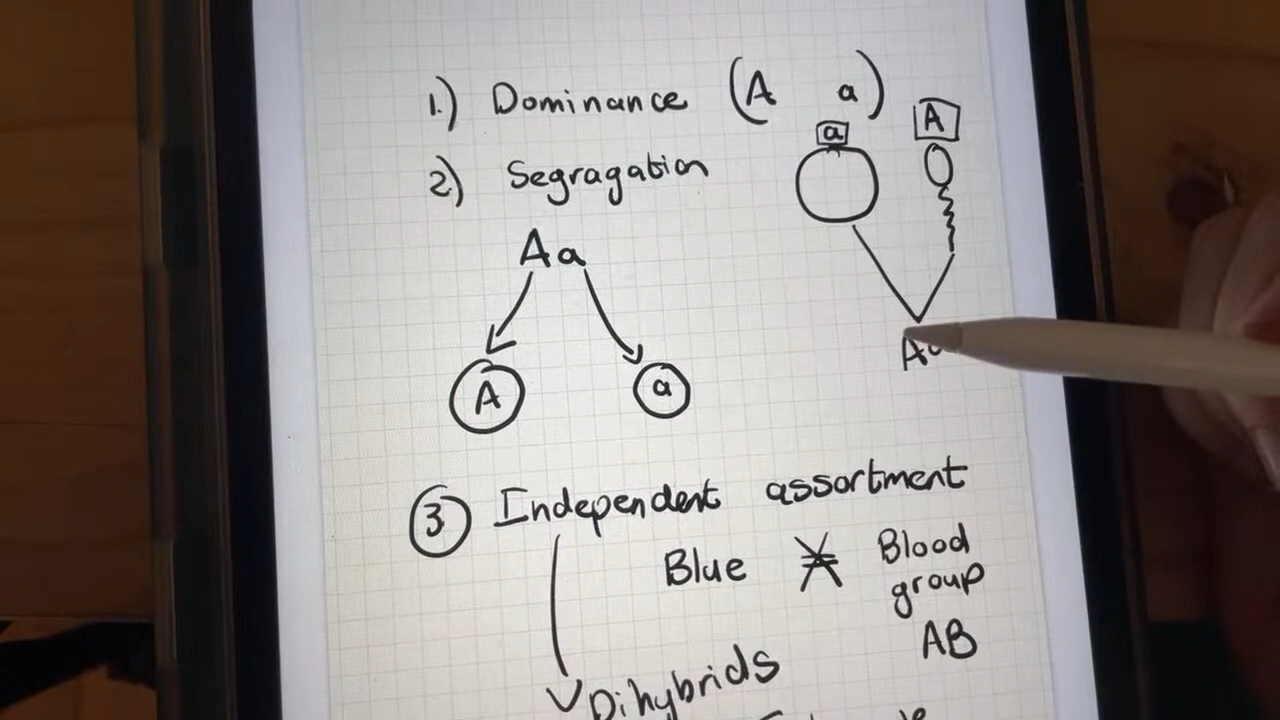 1.) Dominance (A a)
a A
2) Segragation
Aa
A a
③ Independent assortment
Blue Blood
group
AB
Dihybrids